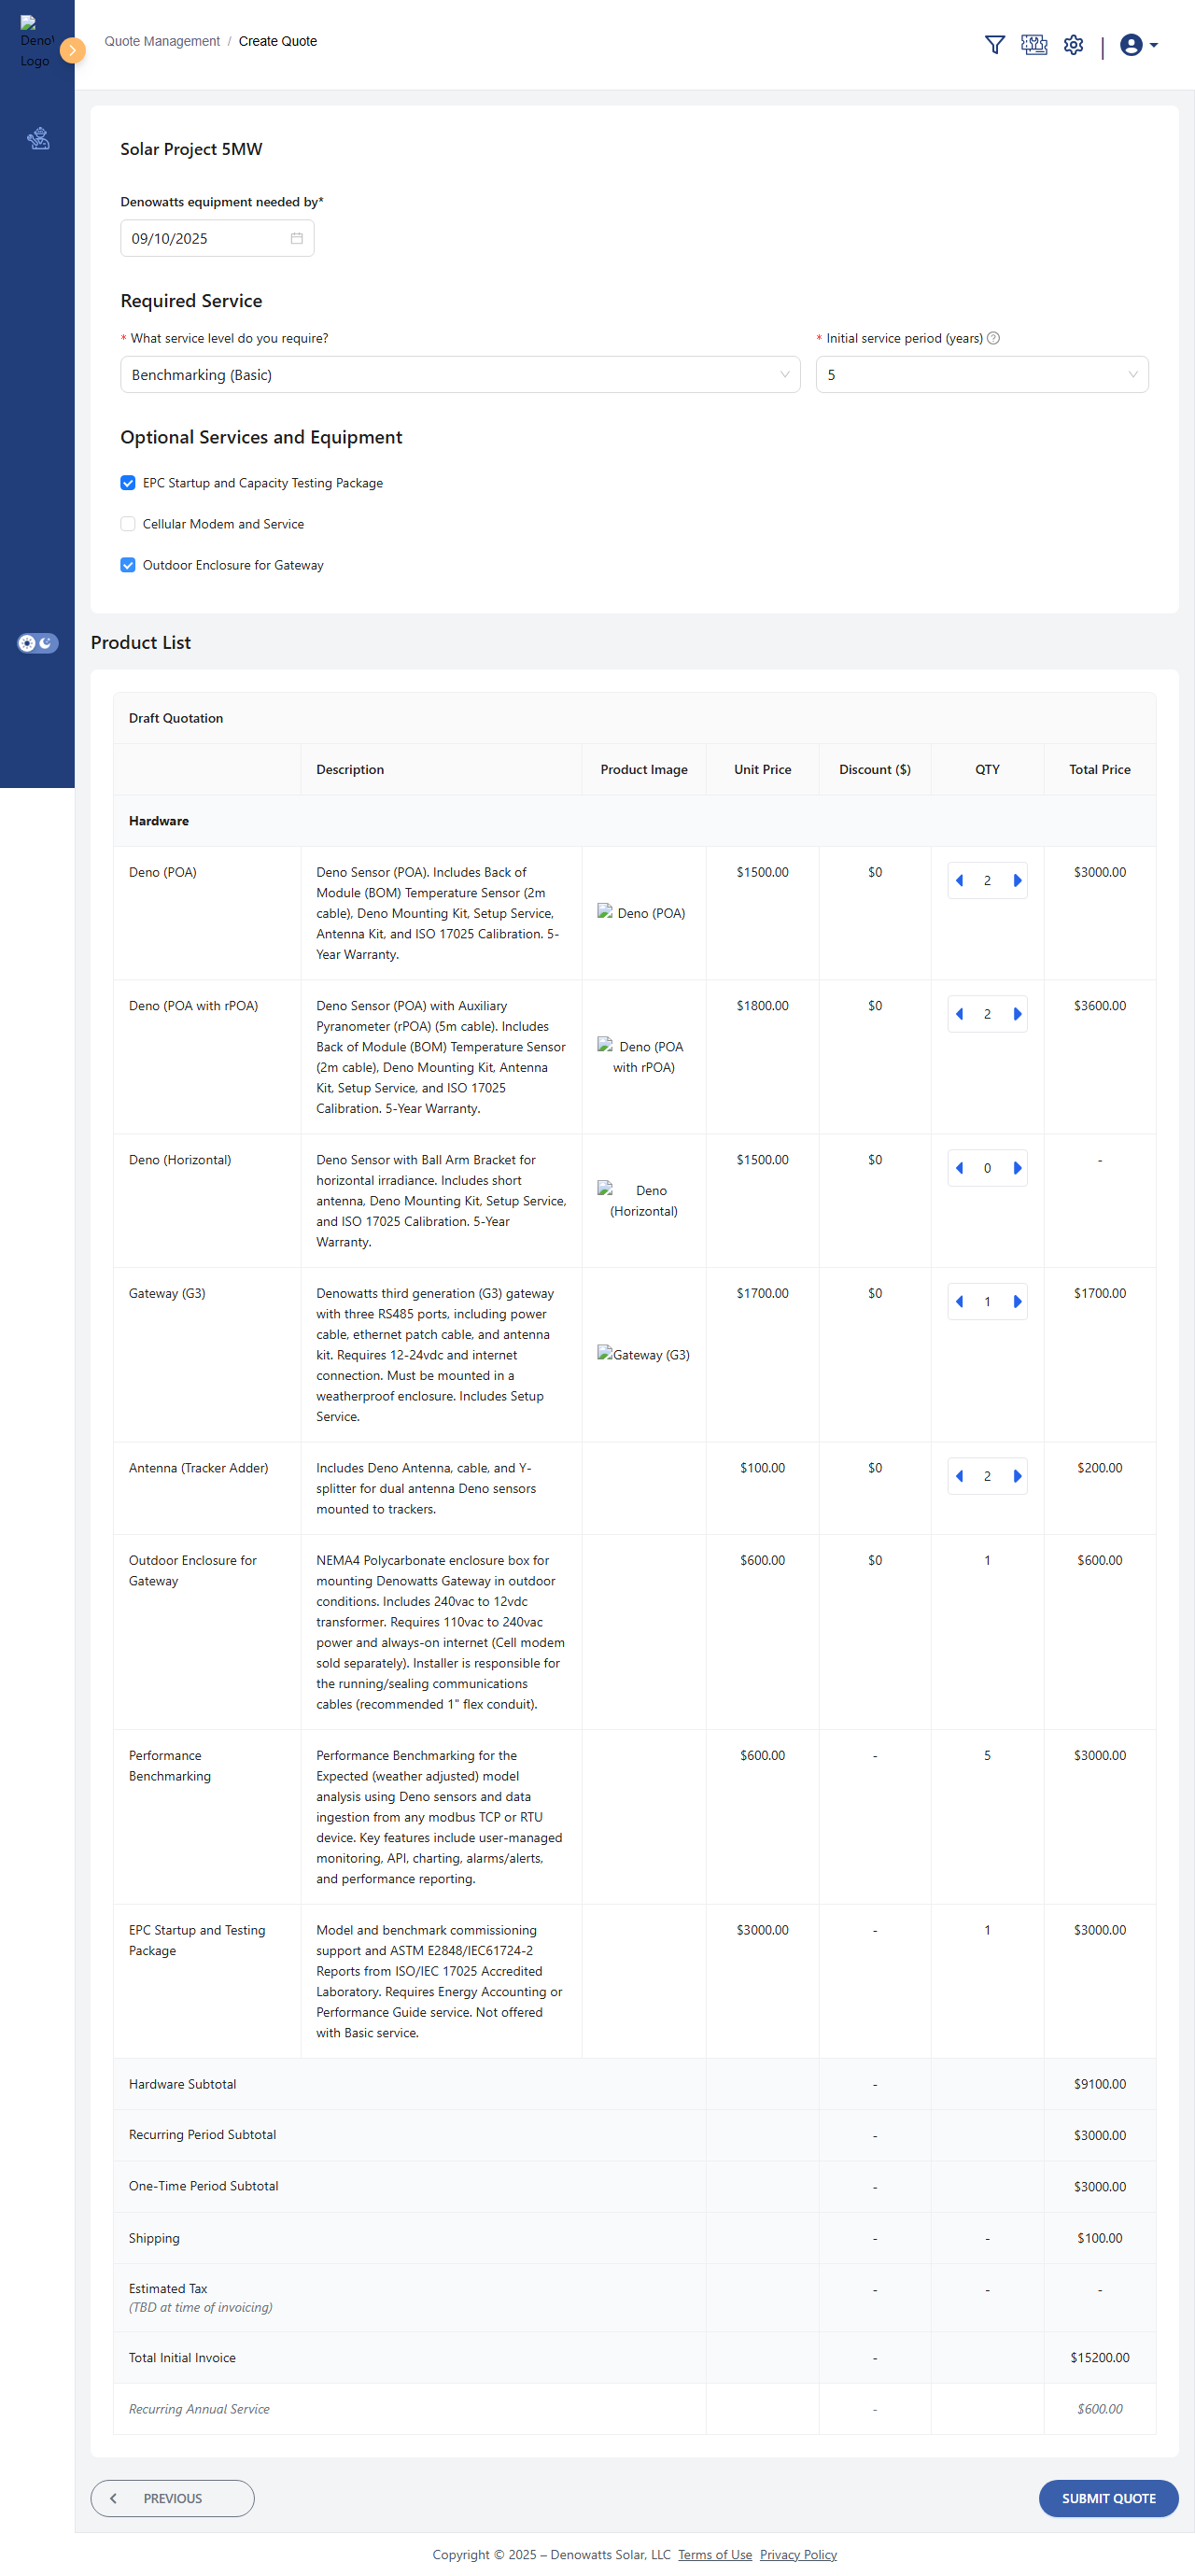 Deno
Logo
Quote Management / Create Quote
Solar Project 5MW
Denowatts equipment needed by*
09/10/2025
Required Service
* What service level do you require?
* Initial service period (years)
Benchmarking (Basic)
5
Optional Services and Equipment
EPC Startup and Capacity Testing Package
Cellular Modem and Service
Outdoor Enclosure for Gateway
Product List
Draft Quotation
Description Product Image Unit Price Discount ($) QTY Total Price
Hardware
Deno (POA)
Deno Sensor (POA). Includes Back of
Module (BOM) Temperature Sensor (2m
cable), Deno Mounting Kit, Setup Service,
Antenna Kit, and ISO 17025 Calibration. 5-
Year Warranty.
Deno (POA)
$1500.00 $0 2 $3000.00
Deno (POA with rPOA)
Deno Sensor (POA) with Auxiliary
Pyranometer (rPOA) (5m cable). Includes
Back of Module (BOM) Temperature Sensor
(2m cable), Deno Mounting Kit, Antenna
Kit, Setup Service, and ISO 17025
Calibration. 5-Year Warranty.
Deno (POA
with rPOA)
$1800.00 $0 2 $3600.00
Deno (Horizontal)
Deno Sensor with Ball Arm Bracket for
horizontal irradiance. Includes short
antenna, Deno Mounting Kit, Setup Service,
and ISO 17025 Calibration. 5-Year
Warranty.
Deno
(Horizontal)
$1500.00 $0 0 -
Gateway (G3)
Denowatts third generation (G3) gateway
with three RS485 ports, including power
cable, ethernet patch cable, and antenna
kit. Requires 12-24vdc and internet
connection. Must be mounted in a
weatherproof enclosure. Includes Setup
Service.
Gateway (G3)
$1700.00 $0 1 $1700.00
Antenna (Tracker Adder)
Includes Deno Antenna, cable, and Y-
splitter for dual antenna Deno sensors
mounted to trackers.
$100.00 $0 2 $200.00
Outdoor Enclosure for
Gateway
NEMA4 Polycarbonate enclosure box for
mounting Denowatts Gateway in outdoor
conditions. Includes 240vac to 12vdc
transformer. Requires 110vac to 240vac
power and always-on internet (Cell modem
sold separately). Installer is responsible for
the running/sealing communications
cables (recommended 1" flex conduit).
$600.00 $0 1 $600.00
Performance
Benchmarking
Performance Benchmarking for the
Expected (weather adjusted) model
analysis using Deno sensors and data
ingestion from any modbus TCP or RTU
device. Key features include user-managed
monitoring, API, charting, alarms/alerts,
and performance reporting.
$600.00 - 5 $3000.00
EPC Startup and Testing
Package
Model and benchmark commissioning
support and ASTM E2848/IEC61724-2
Reports from ISO/IEC 17025 Accredited
Laboratory. Requires Energy Accounting or
Performance Guide service. Not offered
with Basic service.
$3000.00 - 1 $3000.00
Hardware Subtotal - $9100.00
Recurring Period Subtotal - $3000.00
One-Time Period Subtotal - $3000.00
Shipping - - $100.00
Estimated Tax - - -
(TBD at time of invoicing)
Total Initial Invoice - $15200.00
Recurring Annual Service - $600.00
PREVIOUS
SUBMIT QUOTE
Copyright © 2025 – Denowatts Solar, LLC Terms of Use Privacy Policy